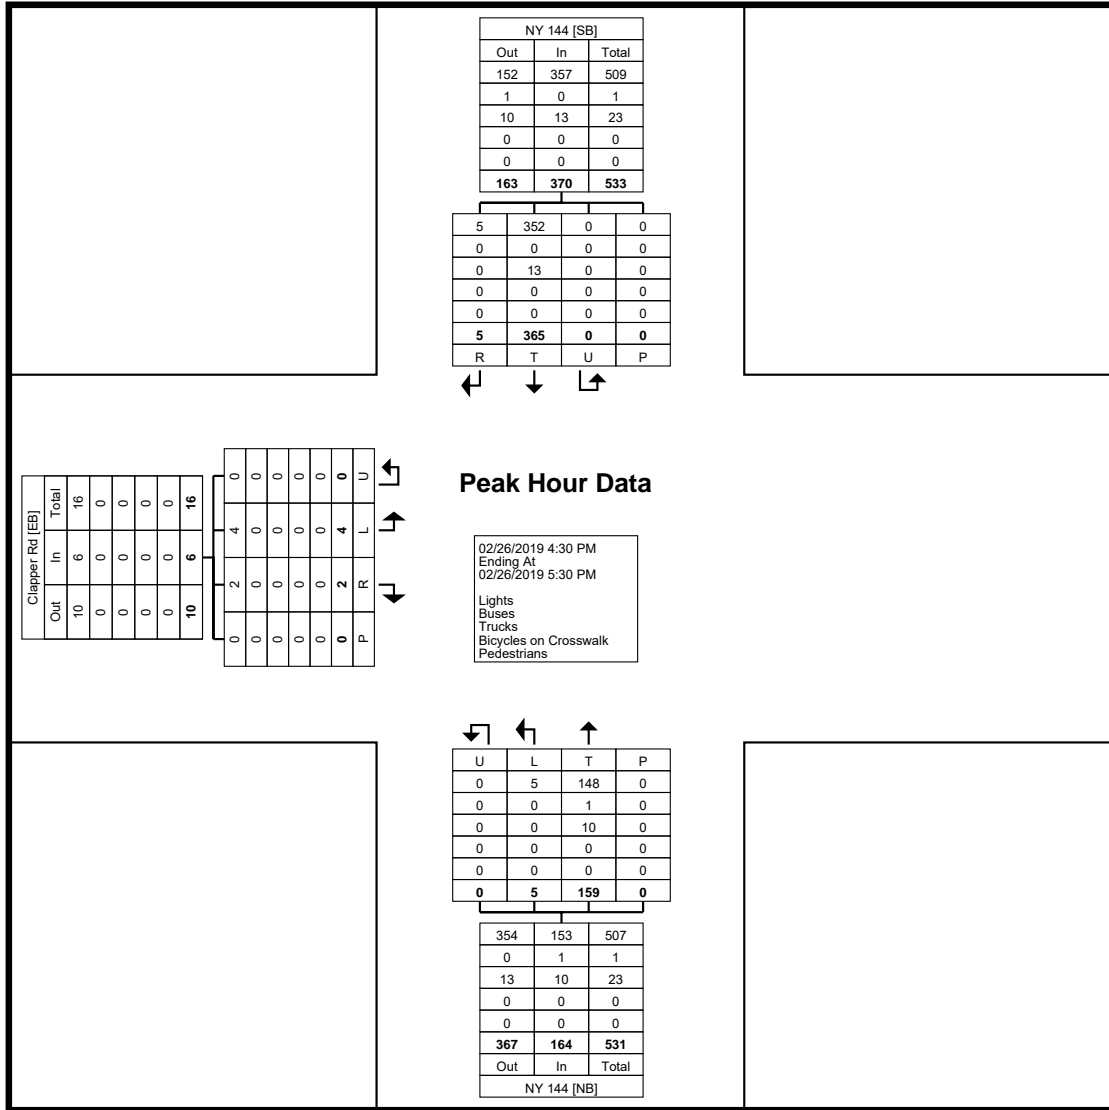 NY 144 [SB]
Out In Total
152 357 509
1 0 1
10 13 23
0 0 0
0 0 0
163 370 533
5 352 0 0
0 0 0 0
0 13 0 0
0 0 0 0
0 0 0 0
5 365 0 0
R T U P
Clapper Rd [EB]
Out In Total
10 6 16
0 0 0
0 0 0
0 0 0
0 0 0
10 6 16
0 2 4 0
0 0 0 0
0 0 0 0
0 0 0 0
0 0 0 0
0 2 4 0
P R L U
Peak Hour Data
02/26/2019 4:30 PM
Ending At
02/26/2019 5:30 PM
Lights
Buses
Trucks
Bicycles on Crosswalk
Pedestrians
U L T P
0 5 148 0
0 0 1 0
0 0 10 0
0 0 0 0
0 0 0 0
0 5 159 0
354 153 507
0 1 1
13 10 23
0 0 0
0 0 0
367 164 531
Out In Total
NY 144 [NB]